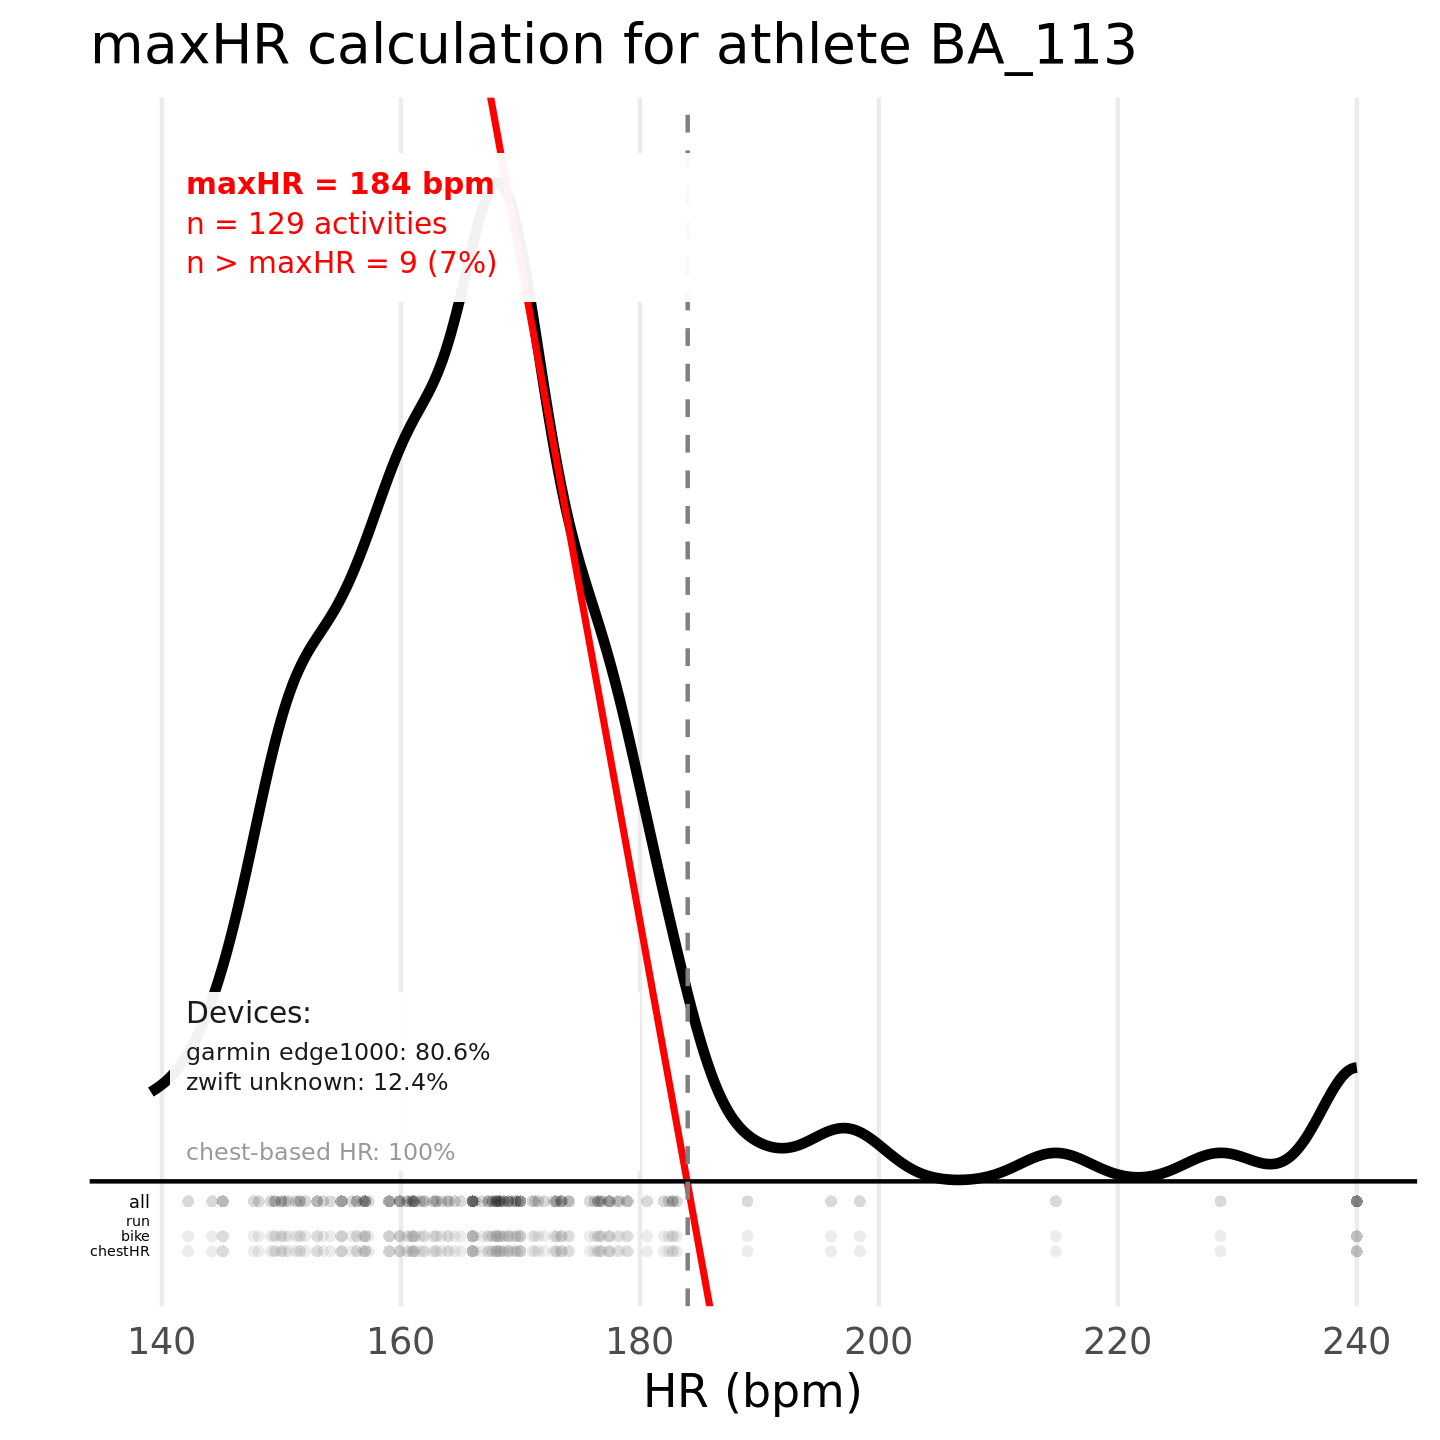 maxHR calculation for athlete BA_113
maxHR = 184 bpm
n = 129 activities
n > maxHR = 9 (7%)
Devices:
garmin edge1000: 80.6%
zwift unknown: 12.4%
chest-based HR: 100%
all
run
bike
chestHR
140 160 180 200 220 240
HR (bpm)